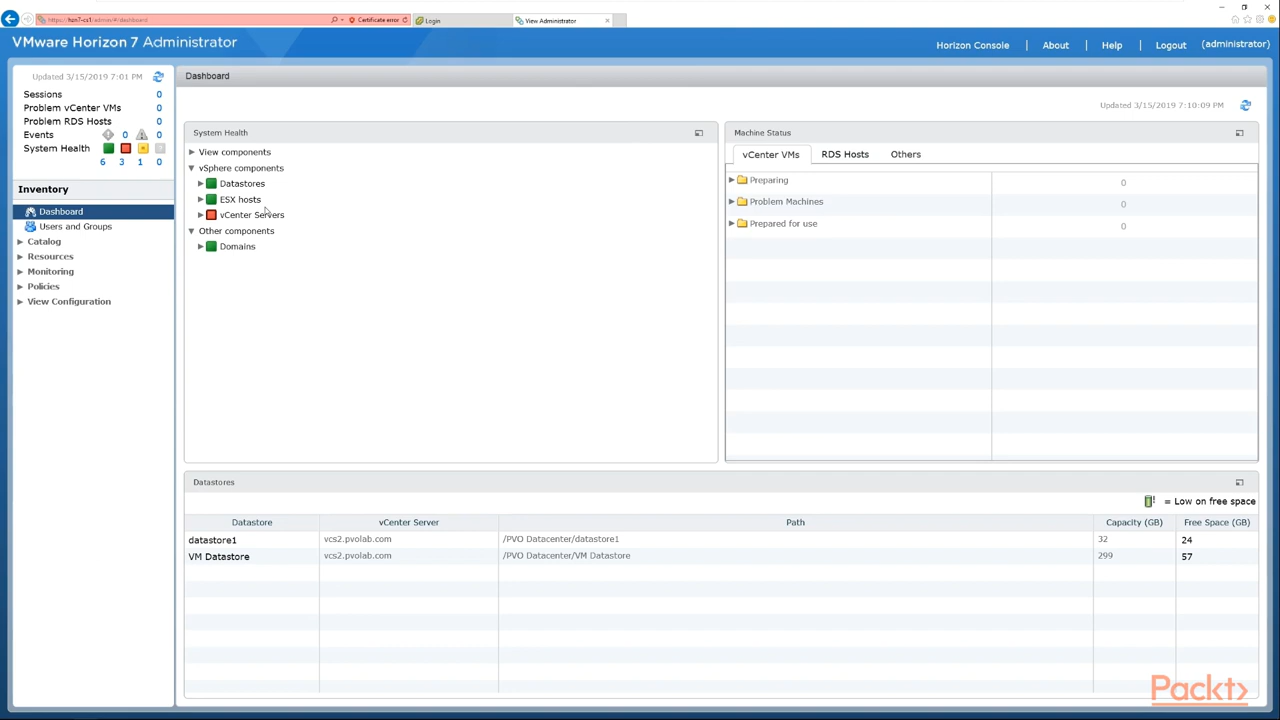 https://hzn7-cs1/admin/#/dashboard
Certificate error
Login
View Administrator
VMware Horizon 7 Administrator
Horizon Console
About
Help
Logout
(administrator)
Updated 3/15/2019 7:01 PM
Sessions 0
Problem vCenter VMs 0
Problem RDS Hosts 0
Events 0 0
System Health
6 3 1 0
Inventory
Dashboard
Users and Groups
Catalog
Resources
Monitoring
Policies
View Configuration
Dashboard
Updated 3/15/2019 7:10:09 PM
System Health
View components
vSphere components
Datastores
ESX hosts
vCenter Servers
Other components
Domains
Machine Status
vCenter VMs RDS Hosts Others
Preparing 0
Problem Machines 0
Prepared for use 0
Datastores
= Low on free space
Datastore vCenter Server Path Capacity (GB) Free Space (GB)
datastore1 vcs2.pvolab.com /PVO Datacenter/datastore1 32 24
VM Datastore vcs2.pvolab.com /PVO Datacenter/VM Datastore 299 57
Packt>